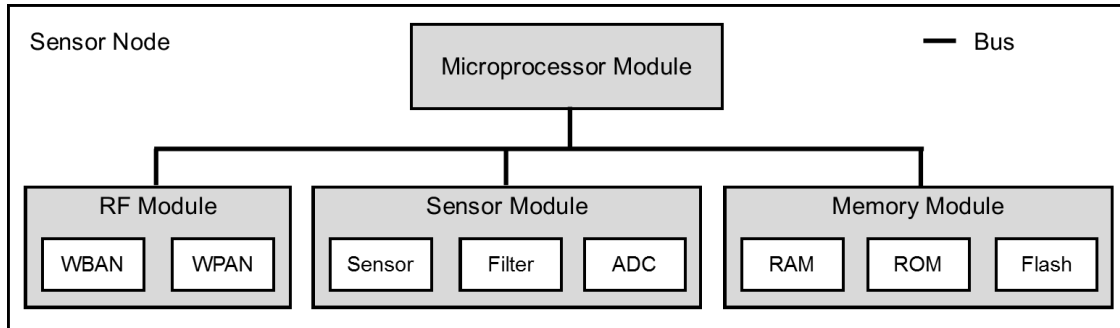 Sensor Node
Bus
Microprocessor Module
RF Module
Sensor Module
Memory Module
WBAN
WPAN
Sensor
Filter
ADC
RAM
ROM
Flash